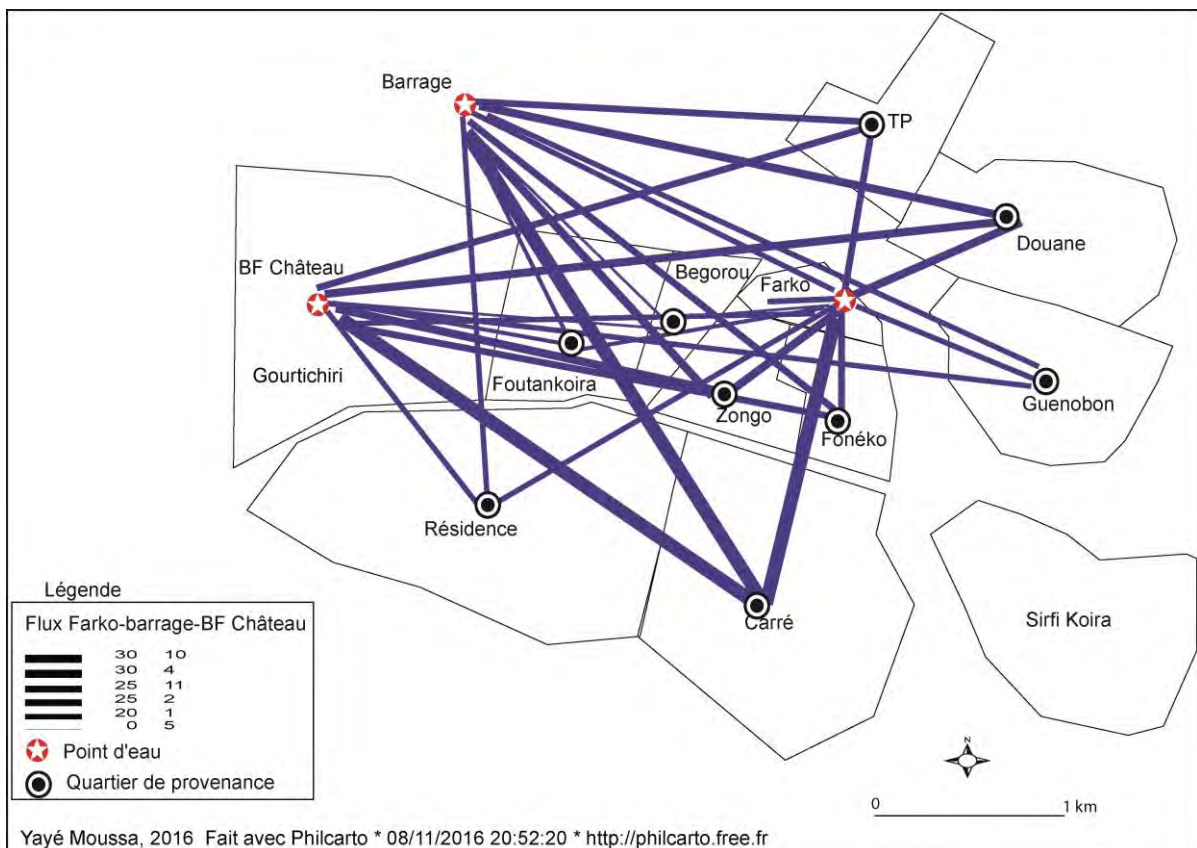 Barrage
TP
Douane
BF Château
Begorou
Farko
Gourtichiri
Foutankoira
Zongo
Fonéko
Guenobon
Résidence
Carré
Sirfi Koira
Légende
Flux Farko-barrage-BF Château
30 10
30 4
25 11
25 2
20 1
0 5
Point d'eau
Quartier de provenance
N
0 1 km
Yayé Moussa, 2016 Fait avec Philcarto * 08/11/2016 20:52:20 * http://philcarto.free.fr